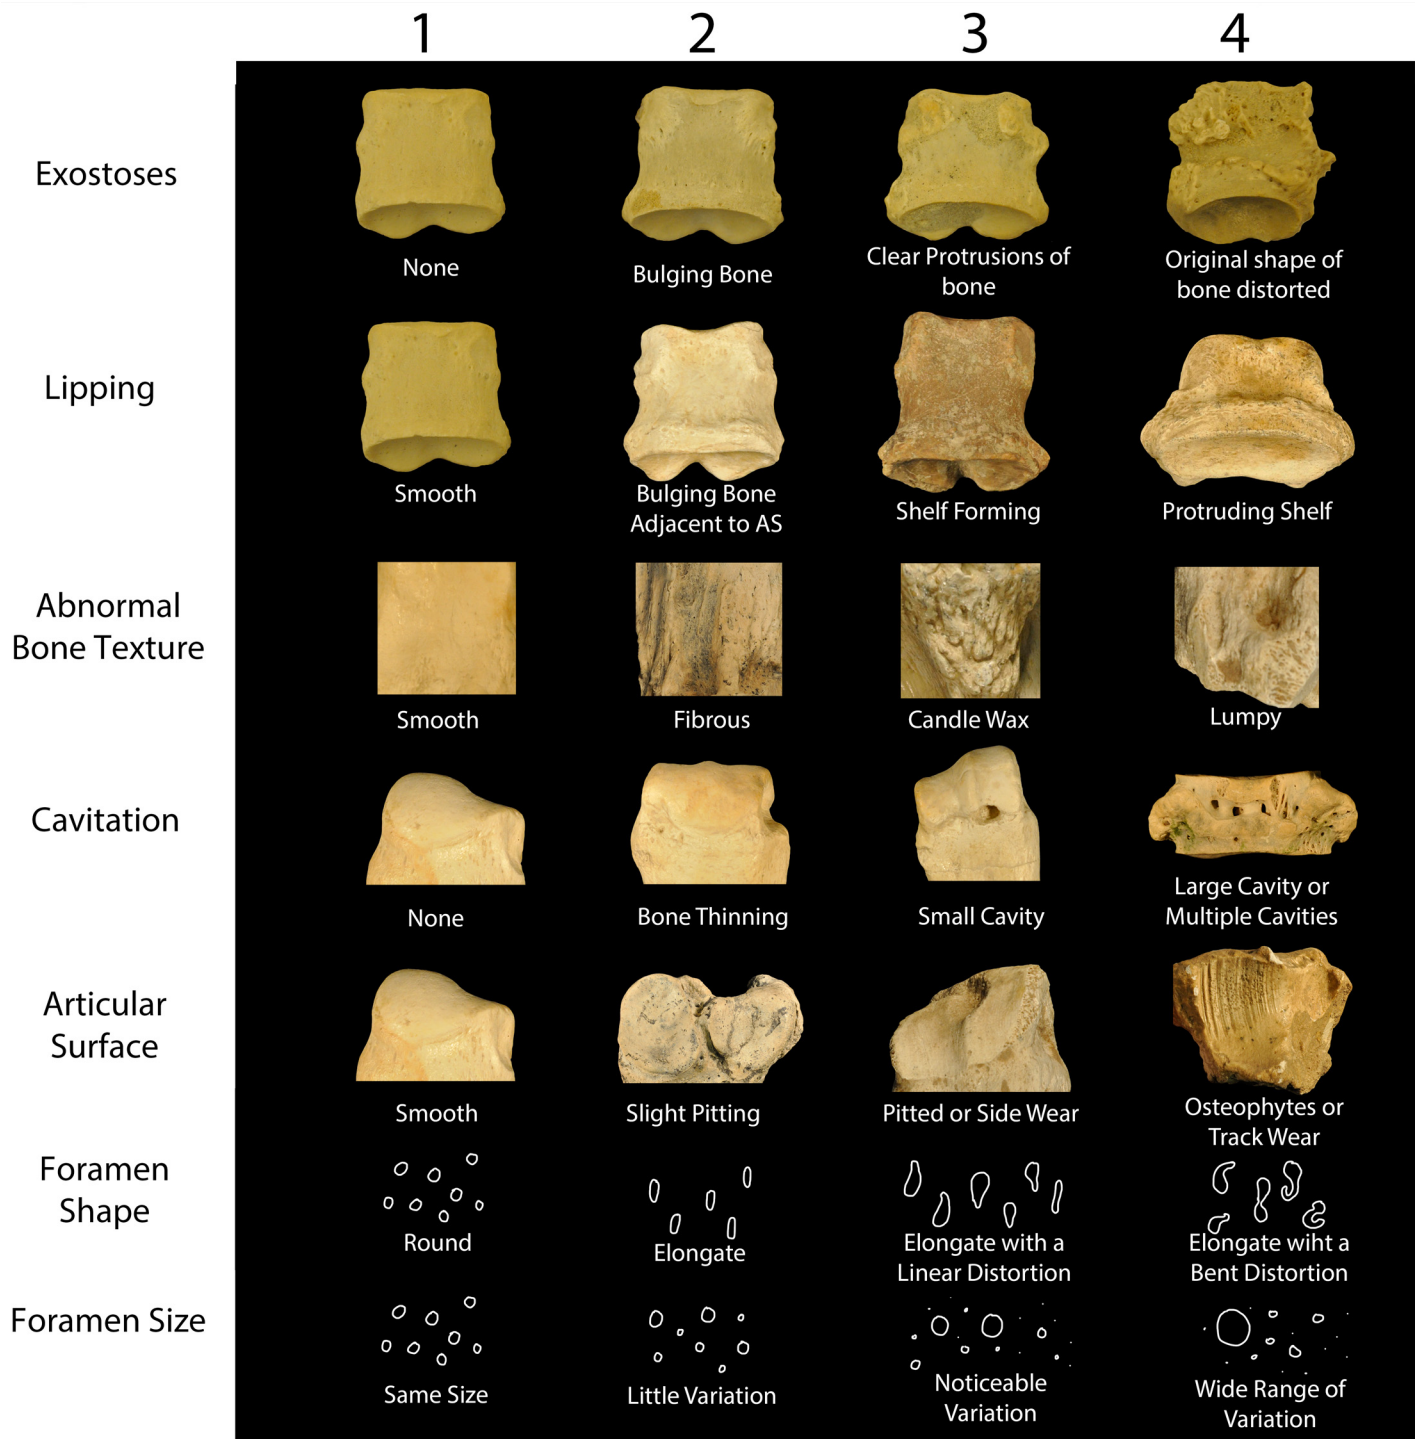 1 2 3 4
Exostoses
None
Bulging Bone
Clear Protrusions of
bone
Original shape of
bone distorted
Lipping
Smooth
Bulging Bone
Adjacent to AS
Shelf Forming
Protruding Shelf
Abnormal
Bone Texture
Smooth
Fibrous
Candle Wax
Lumpy
Cavitation
None
Bone Thinning
Small Cavity
Large Cavity or
Multiple Cavities
Articular
Surface
Smooth
Slight Pitting
Pitted or Side Wear
Osteophytes or
Track Wear
Foramen
Shape
Round
Elongate
Elongate with a
Linear Distortion
Elongate wiht a
Bent Distortion
Foramen Size
Same Size
Little Variation
Noticeable
Variation
Wide Range of
Variation